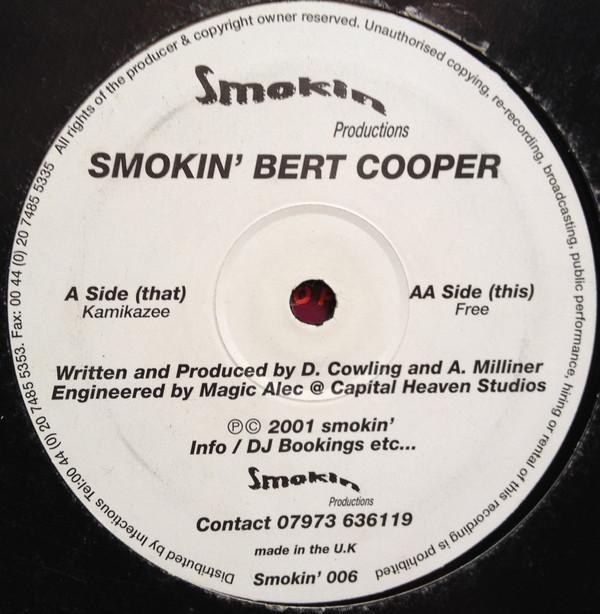 Smokin
Productions
SMOKIN' BERT COOPER
A Side (that)
Kamikazee
AA Side (this)
Free
Written and Produced by D. Cowling and A. Milliner
Engineered by Magic Alec @ Capital Heaven Studios
Ⓟ© 2001 smokin'
Info / DJ Bookings etc...
Smokin
Productions
Contact 07973 636119
made in the U.K
Smokin' 006
Distributed by Infectious Tel:00 44 (0) 20 7485 5353. Fax: 00 44 (0) 20 7485 5335 All rights of the producer & copyright owner reserved. Unauthorised copying, re-recording, broadcasting, public performance, hiring or rental of this recording is prohibited